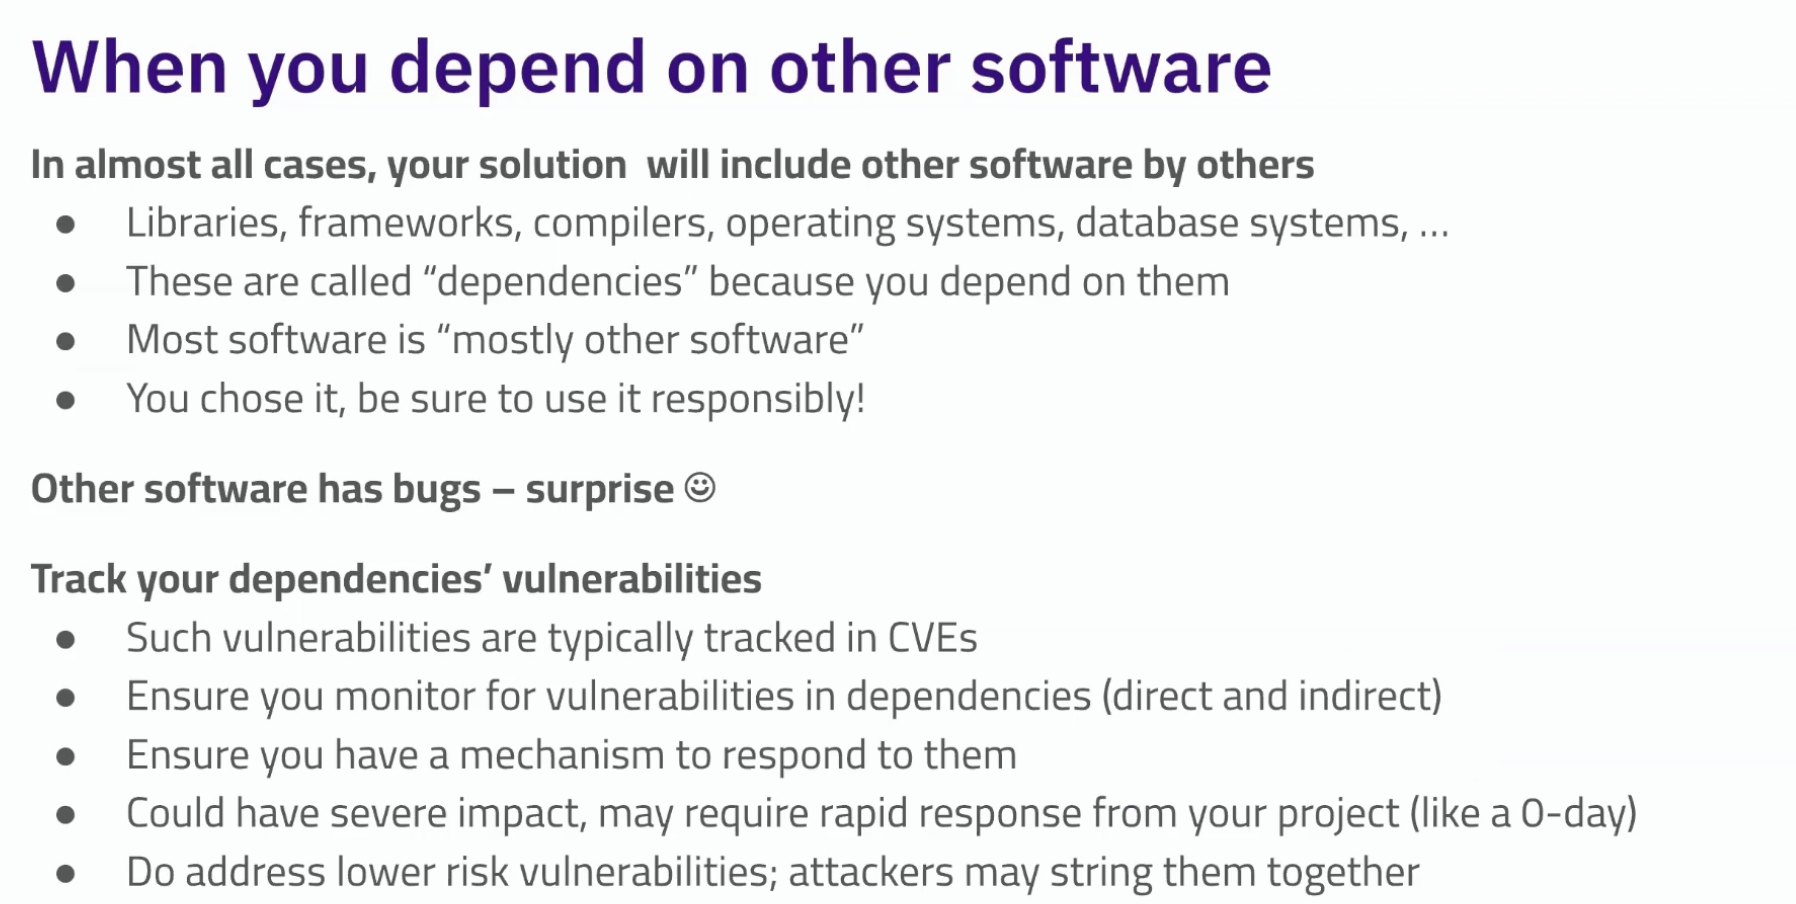 When you depend on other software
In almost all cases, your solution  will include other software by others
● Libraries, frameworks, compilers, operating systems, database systems, ...
● These are called “dependencies” because you depend on them
● Most software is “mostly other software”
● You chose it, be sure to use it responsibly!
Other software has bugs – surprise ☺
Track your dependencies’ vulnerabilities
● Such vulnerabilities are typically tracked in CVEs
● Ensure you monitor for vulnerabilities in dependencies (direct and indirect)
● Ensure you have a mechanism to respond to them
● Could have severe impact, may require rapid response from your project (like a 0-day)
● Do address lower risk vulnerabilities; attackers may string them together